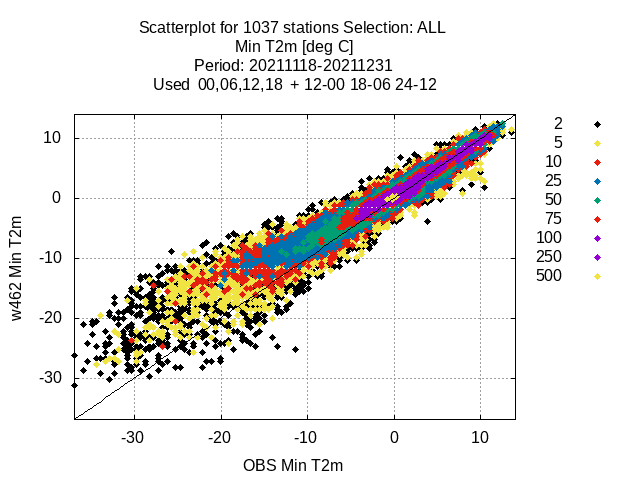 Scatterplot for 1037 stations Selection: ALL
Min T2m [deg C]
Period: 20211118-20211231
Used  00,06,12,18  + 12-00 18-06 24-12
2
5
10
25
50
75
100
250
500
10
0
-10
-20
-30
w462 Min T2m
-30 -20 -10 0 10
OBS Min T2m